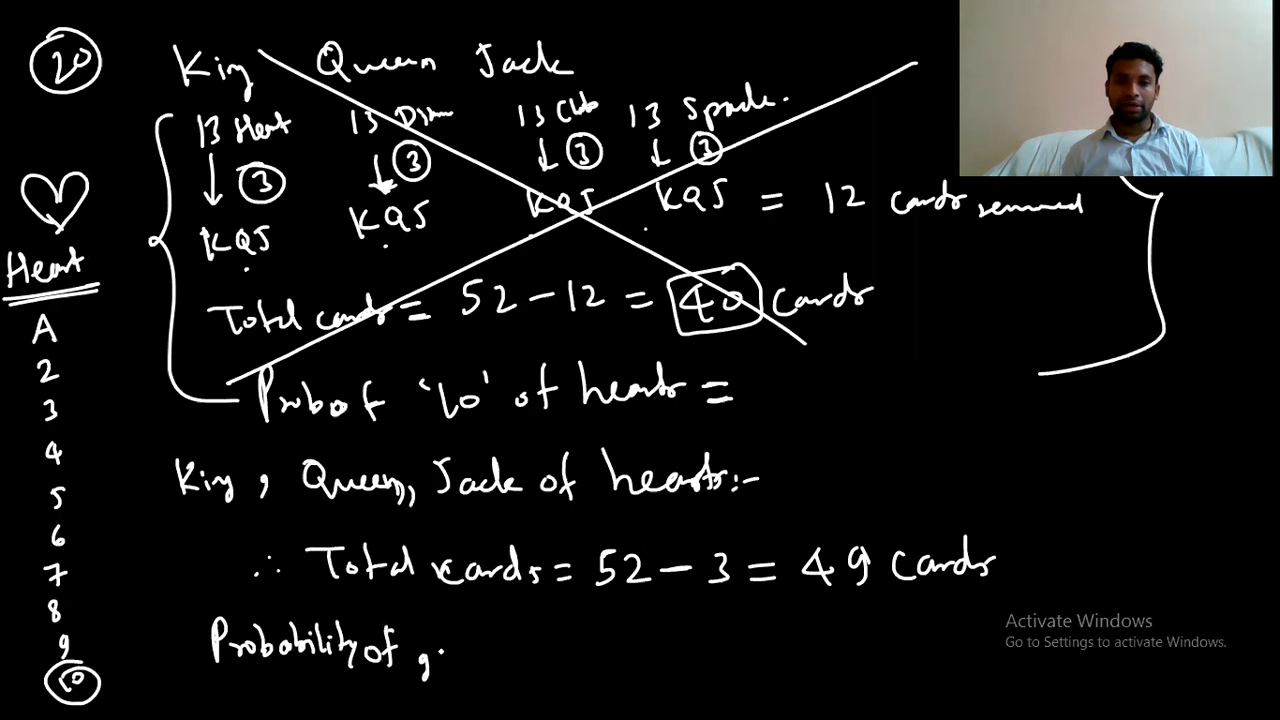 20
King Queen Jack
13 Heart 13 Diam 13 Club 13 Spade.
3 3 3 3
KQJ KQJ KQJ KQJ = 12 cards removed
Total cards = 52 - 12 = 40 cards
Prob of '10' of hearts =
King, Queen, Jack of hearts:-
∴ Total cards = 52 - 3 = 49 cards
Probability of g
Heart
A
2
3
4
5
6
7
8
9
10
Activate Windows
Go to Settings to activate Windows.